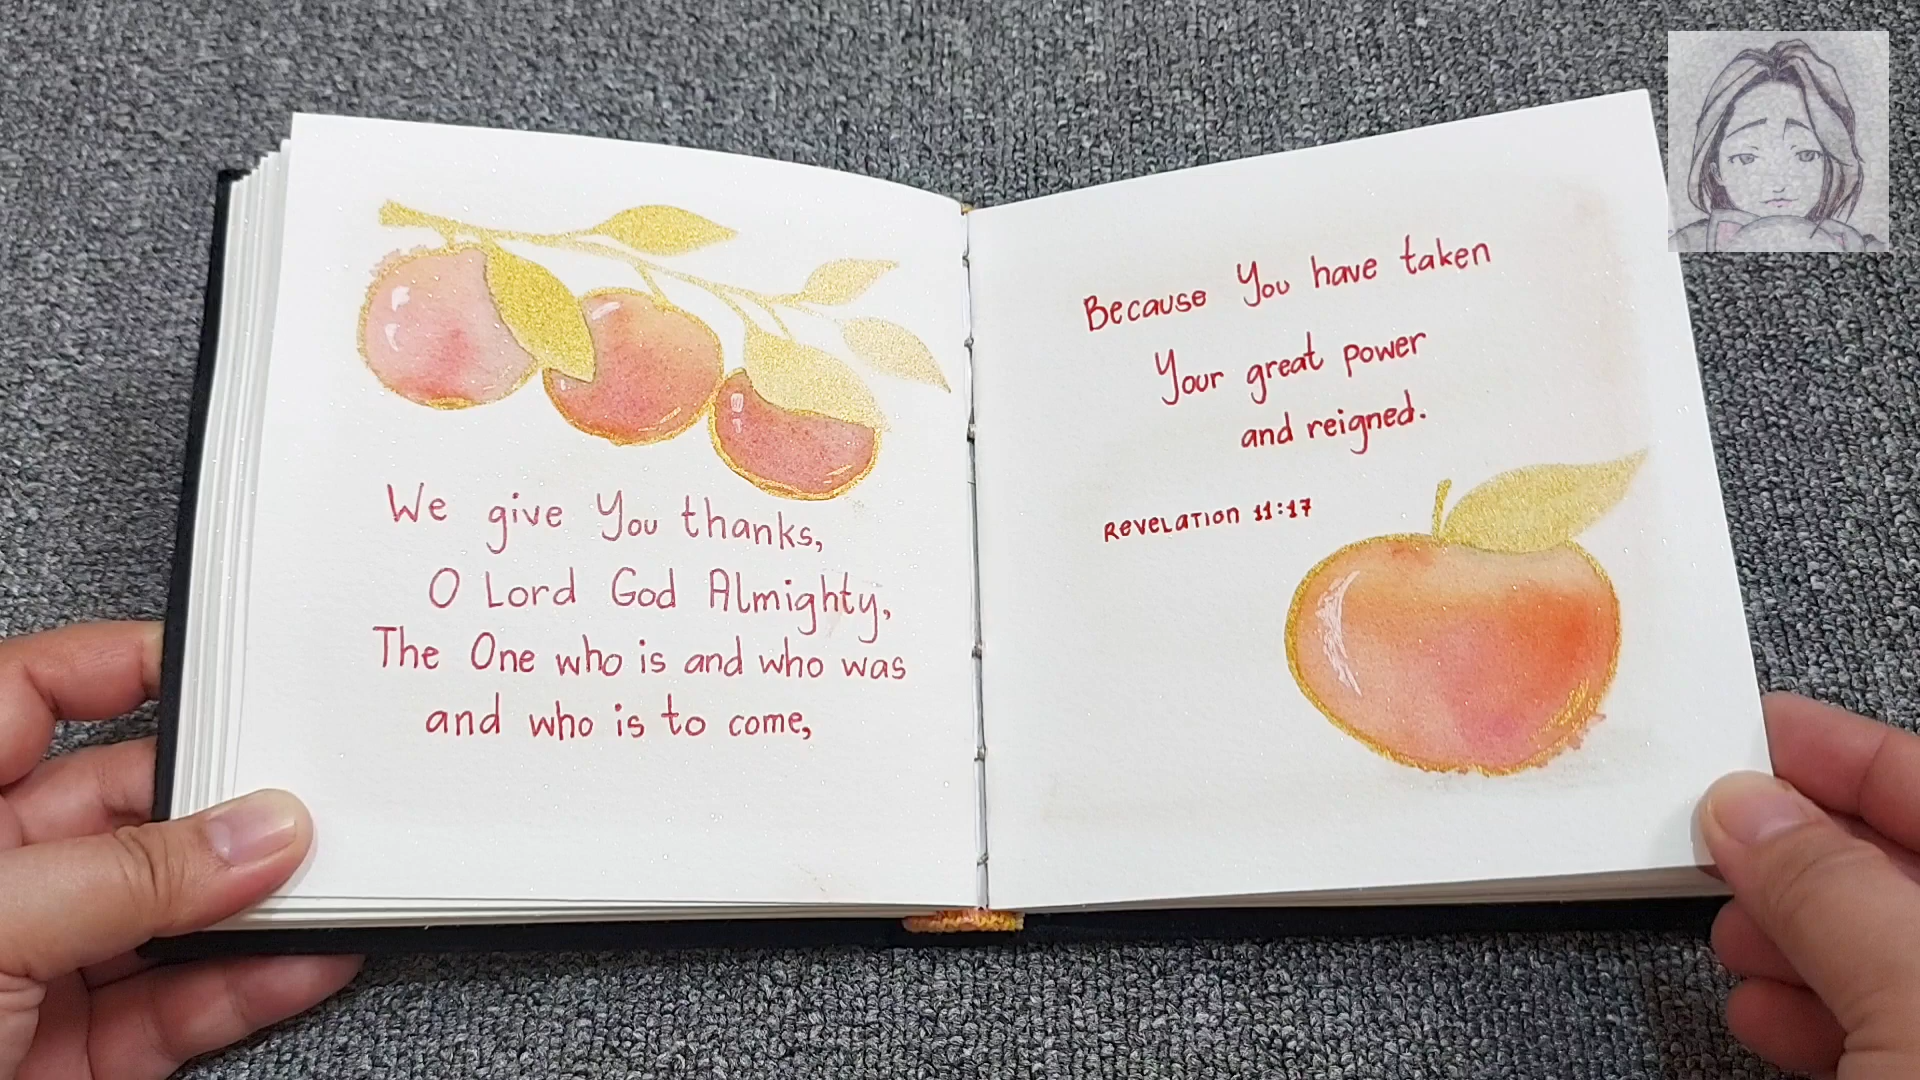 We give You thanks,
O Lord God Almighty,
The One who is and who was
and who is to come,
Because You have taken
Your great power
and reigned.
REVELATION 11:17